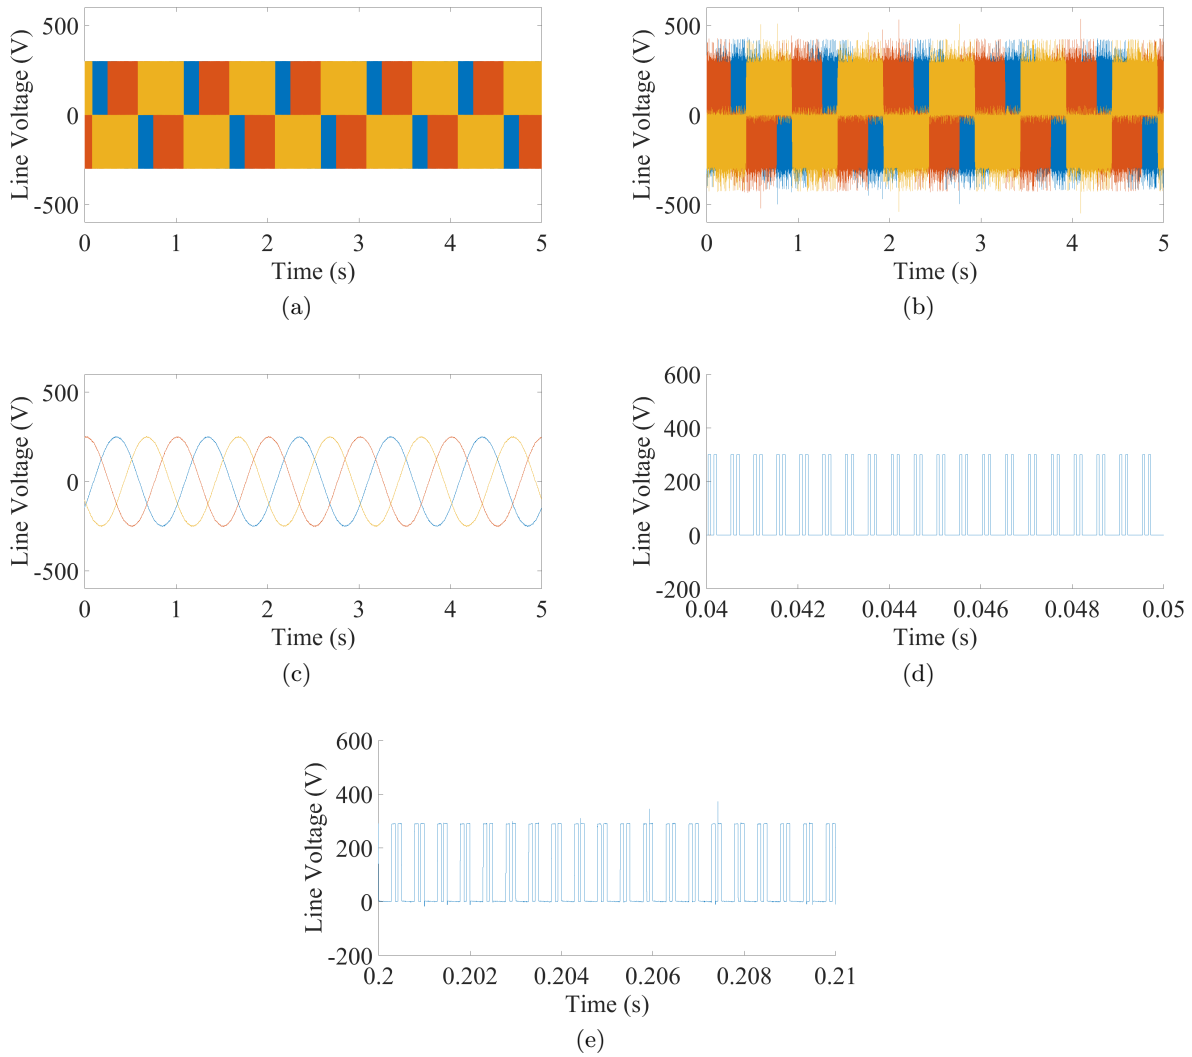 500
0
-500
Line Voltage (V)
0 1 2 3 4 5
Time (s)
(a)
500
0
-500
Line Voltage (V)
0 1 2 3 4 5
Time (s)
(b)
500
0
-500
Line Voltage (V)
0 1 2 3 4 5
Time (s)
(c)
600
400
200
0
-200
Line Voltage (V)
0.04 0.042 0.044 0.046 0.048 0.05
Time (s)
(d)
600
400
200
0
-200
Line Voltage (V)
0.2 0.202 0.204 0.206 0.208 0.21
Time (s)
(e)